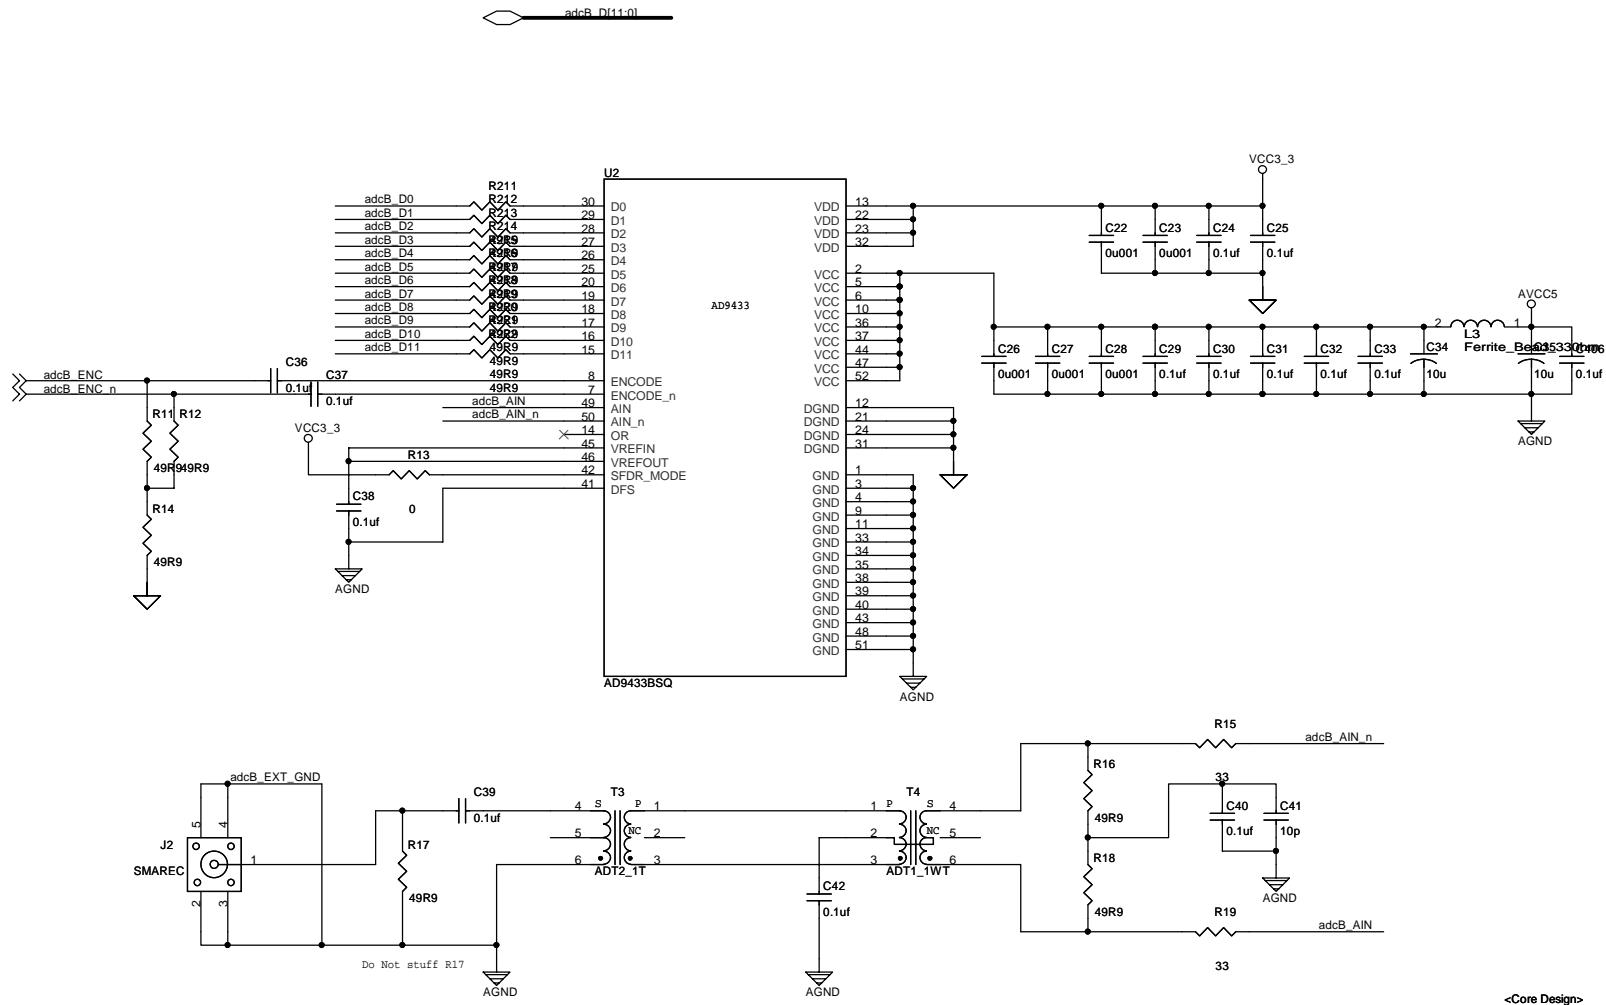 adcB_D[11:0]
U2
R211
adcB_D0 R212 30 D0 VDD 13
adcB_D1 R213 29 D1 VDD 22
adcB_D2 R214 28 D2 VDD 23
adcB_D3 27 D3 VDD 32
adcB_D4 26 D4
adcB_D5 25 D5 VCC 2
adcB_D6 20 D6 VCC 5
adcB_D7 19 D7 VCC 6
adcB_D8 18 D8 VCC 10
adcB_D9 17 D9 VCC 36
adcB_D10 16 D10 VCC 37
adcB_D11 15 D11 VCC 44
49R9
49R9
49R9
49R9
VCC 47
VCC 52
AD9433
adcB_ENC 8 ENCODE
adcB_ENC_n 7 ENCODE_n
adcB_AIN 49 AIN DGND 12
adcB_AIN_n 50 AIN_n DGND 21
14 OR DGND 24
45 VREFIN DGND 31
46 VREFOUT
42 SFDR_MODE GND 1
41 DFS GND 3
GND 4
GND 9
GND 11
GND 33
GND 34
GND 35
GND 38
GND 39
GND 40
GND 43
GND 48
GND 51
AD9433BSQ
AGND
C36
0.1uf
C37
0.1uf
R11 R12
49R9 49R9
R14
49R9
VCC3_3
R13
0
C38
0.1uf
AGND
VCC3_3
C22 C23 C24 C25
0u001 0u001 0.1uf 0.1uf
AVCC5
2 1
L3
Ferrite_Bead_330hm
C26 C27 C28 C29 C30 C31 C32 C33 C34 C35 C406
0u001 0u001 0u001 0.1uf 0.1uf 0.1uf 0.1uf 0.1uf 10u 10u 0.1uf
AGND
adcB_EXT_GND
5 4
J2
SMAREC
1
2 3
R17
49R9
Do Not stuff R17
C39
0.1uf
T3
4 S P 1
5 NC 2
6 3
ADT2_1T
AGND
T4
1 P S 4
2 NC 5
3 6
ADT1_1WT
C42
0.1uf
AGND
R15
33
adcB_AIN_n
R16
49R9
C40 C41
0.1uf 10p
AGND
R18
49R9
R19
33
adcB_AIN
<Core Design>